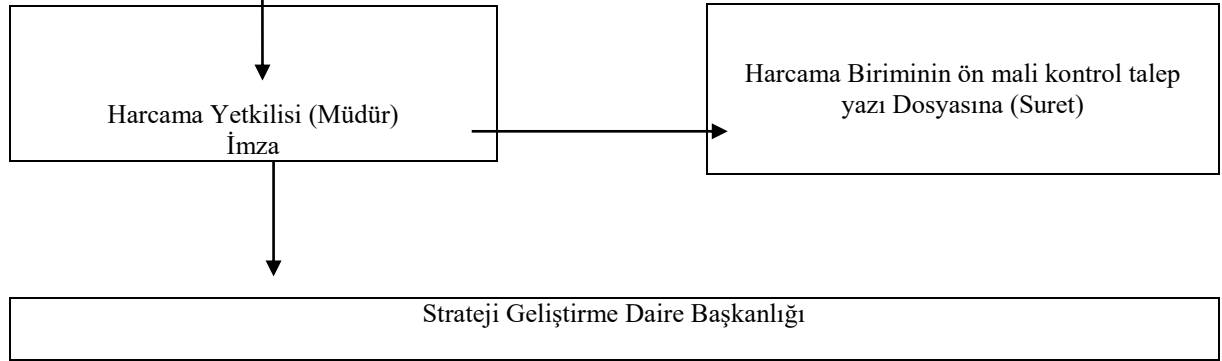 Harcama Yetkilisi (Müdür)
İmza
Harcama Biriminin ön mali kontrol talep
yazı Dosyasına (Suret)
Strateji Geliştirme Daire Başkanlığı